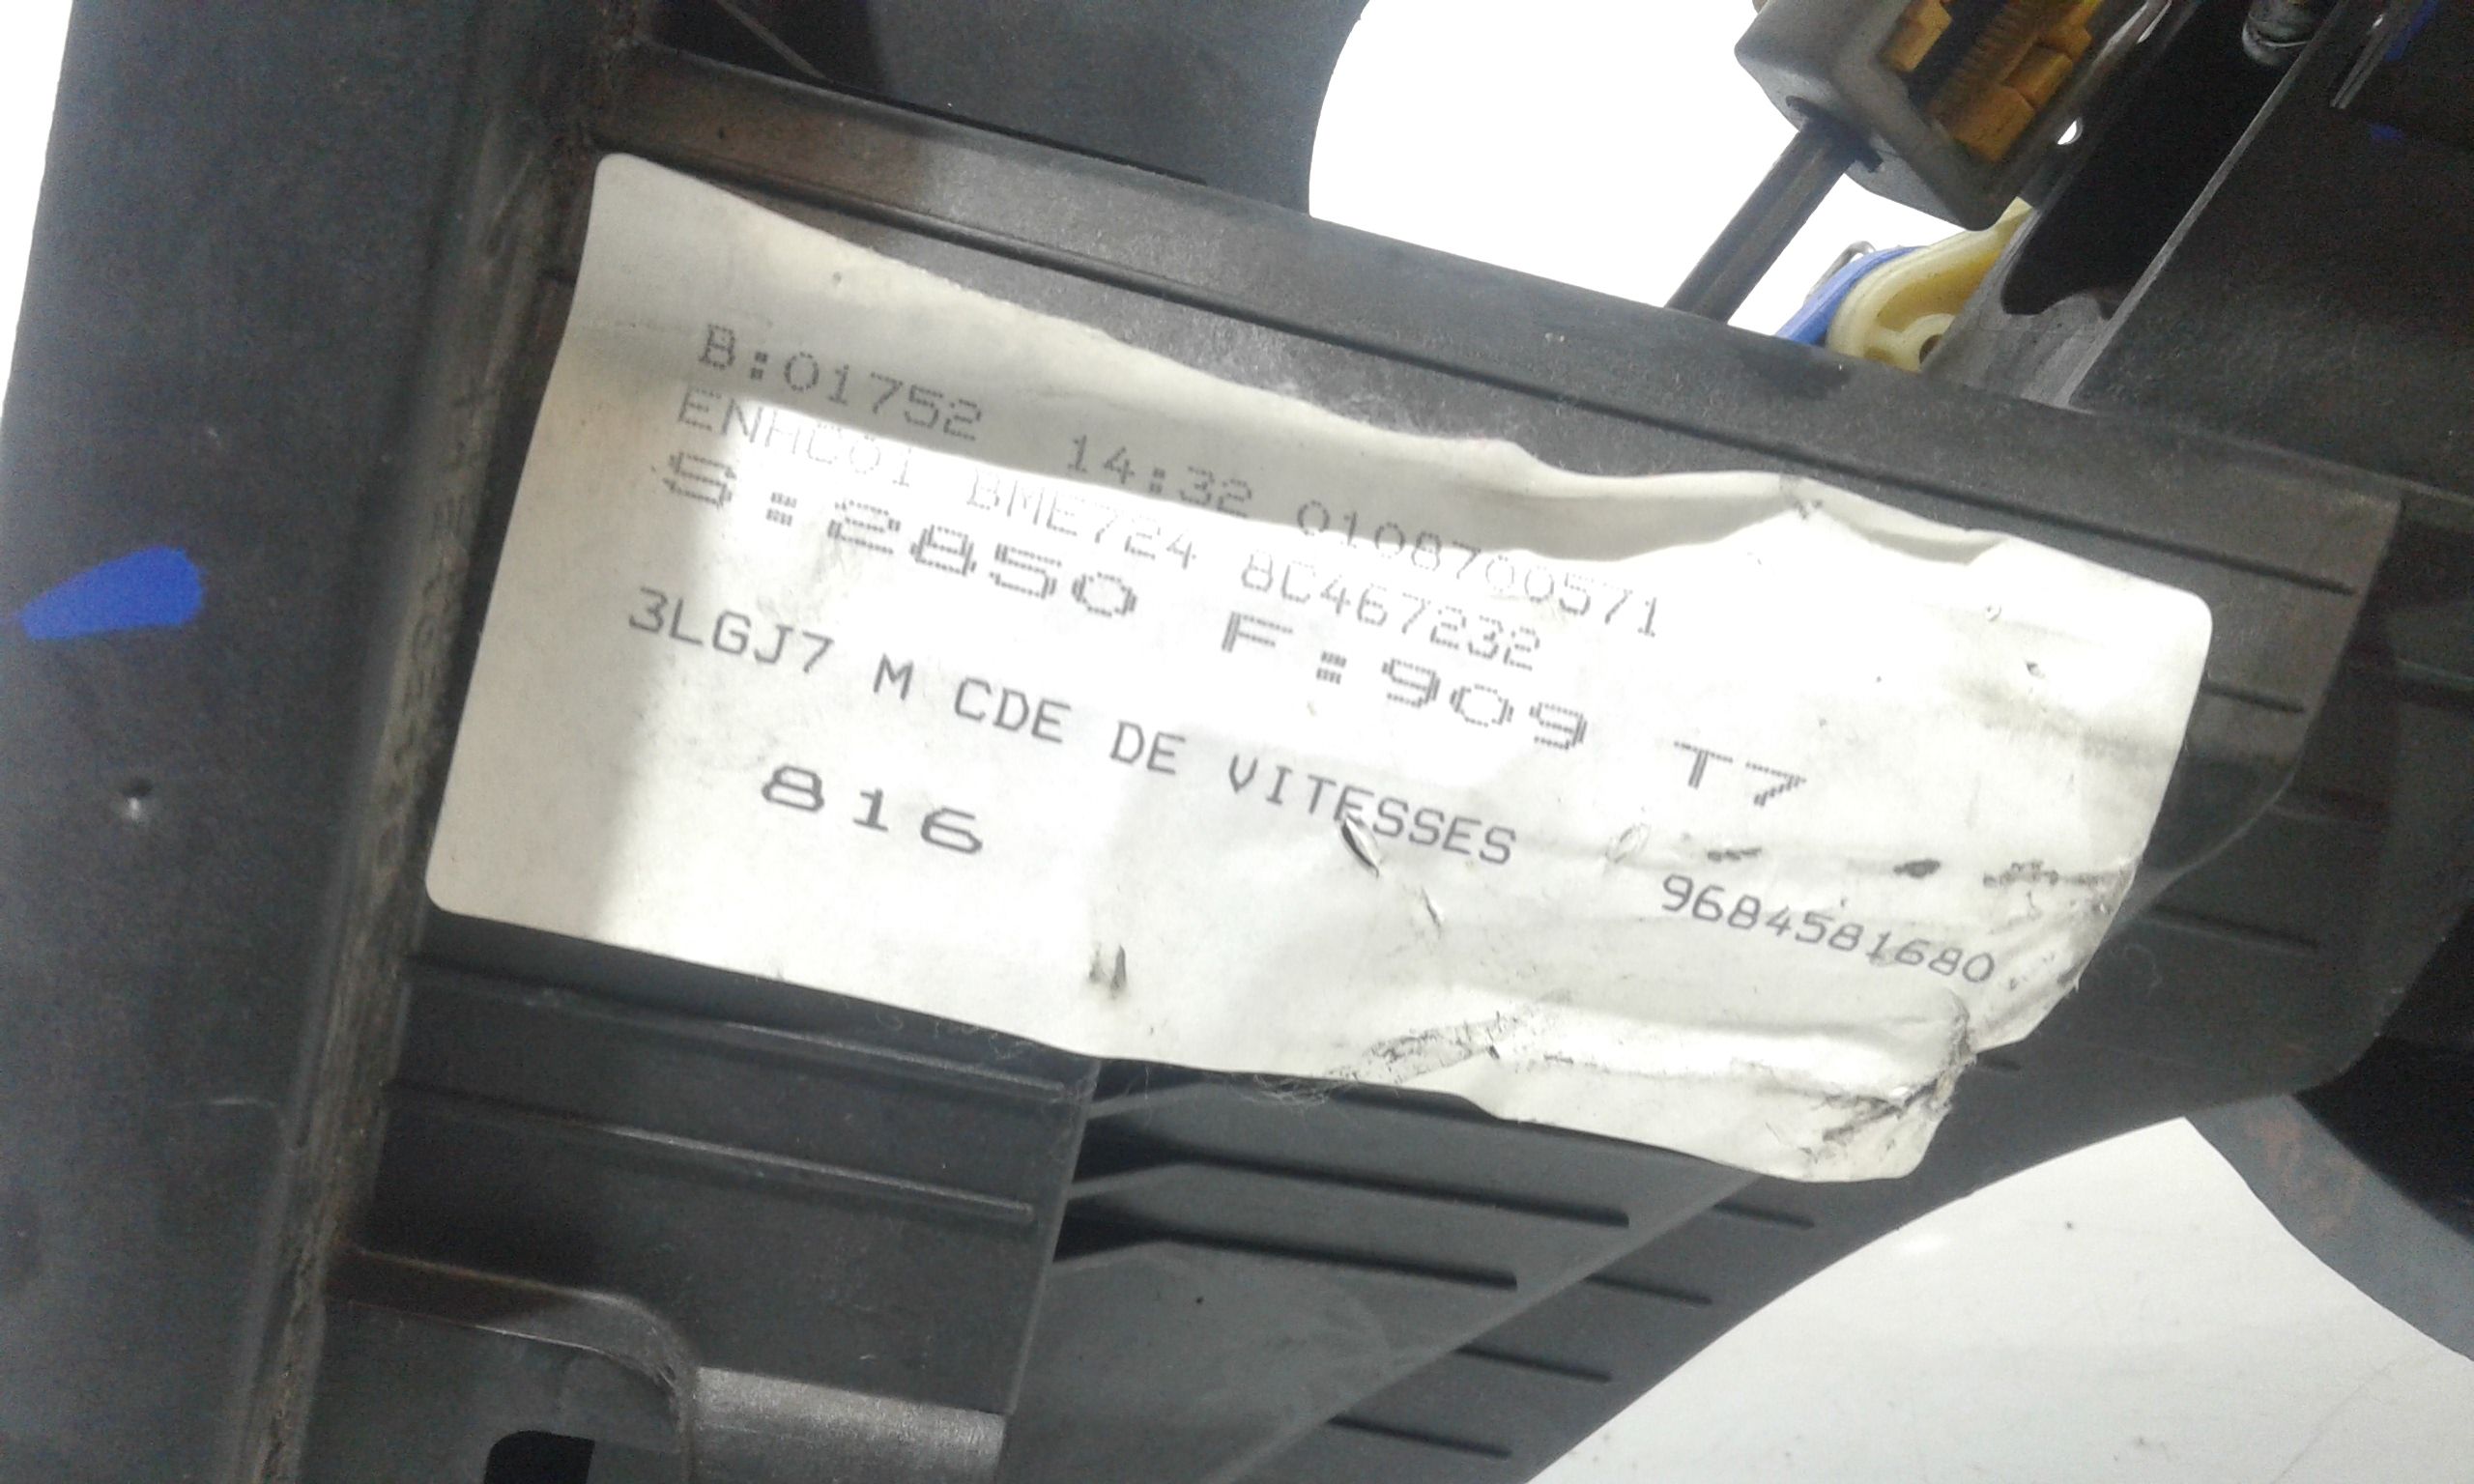 B:01752 14:32 0108700571
ENHC01 BME724 8C467232
S:2850 F:909 T7
3LGJ7 M CDE DE VITESSES 9684581680
816